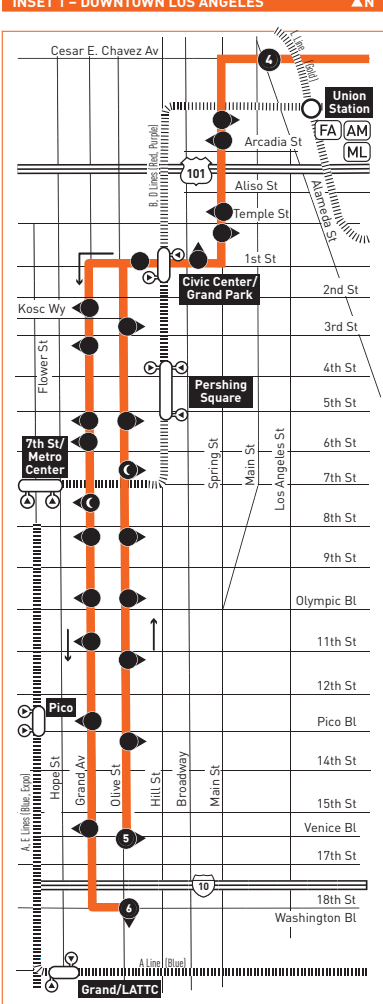 INSET 1 – DOWNTOWN LOS ANGELES
▲N
Cesar E. Chavez Av
4
L Line
(Gold)
Union
Station
FA
AM
ML
B, D Lines (Red, Purple)
Arcadia St
101
Aliso St
Alameda St
Temple St
1st St
Civic Center/
Grand Park
2nd St
Kosc Wy
3rd St
Flower St
4th St
Pershing
Square
5th St
7th St/
Metro
Center
Spring St
Main St
Los Angeles St
6th St
7th St
8th St
9th St
Olympic Bl
11th St
12th St
Pico
Pico Bl
Hope St
Grand Av
Olive St
Hill St
Broadway
Main St
14th St
A, E Lines (Blue, Expo)
15th St
Venice Bl
5
17th St
10
18th St
6
Washington Bl
A Line (Blue)
Grand/LATTC